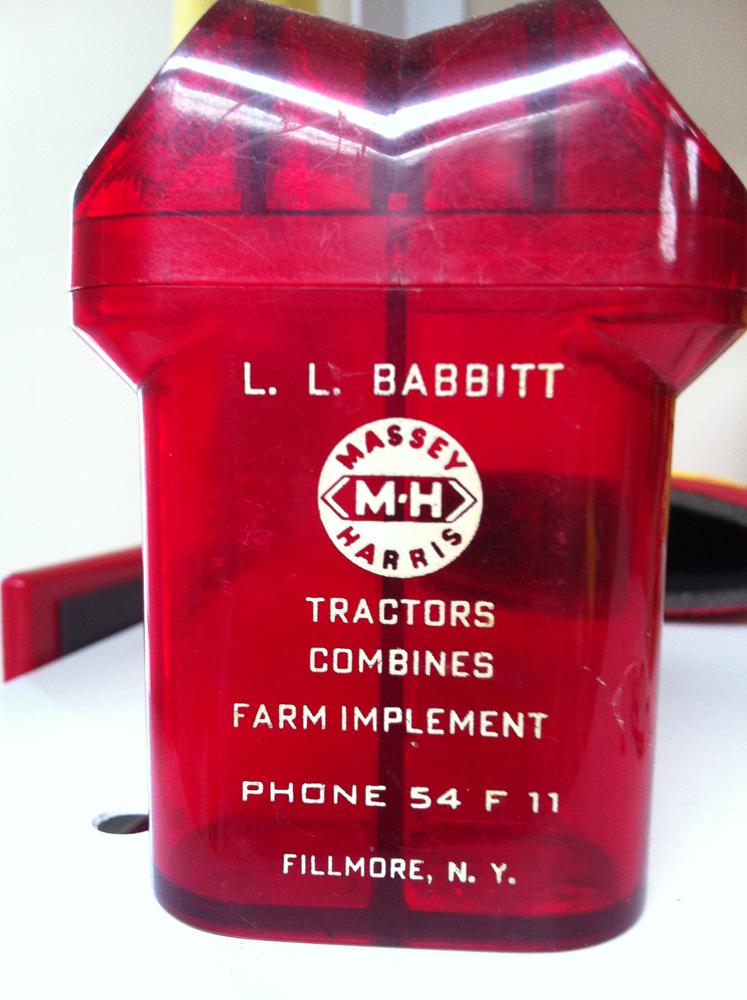 L. L. BABBITT
MASSEY
M·H
HARRIS
TRACTORS
COMBINES
FARM IMPLEMENT
PHONE 54 F 11
FILLMORE, N. Y.